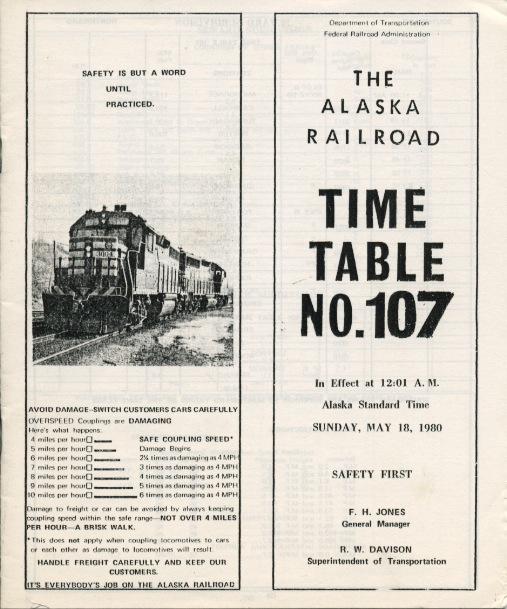 SAFETY IS BUT A WORD
UNTIL
PRACTICED.
AVOID DAMAGE-SWITCH CUSTOMERS CARS CAREFULLY
OVERSPEED Couplings are DAMAGING
Here's what happens:
4 miles per hour SAFE COUPLING SPEED*
5 miles per hour Damage Begins
6 miles per hour 2¼ times as damaging as 4 MPH
7 miles per hour 3 times as damaging as 4 MPH
8 miles per hour 4 times as damaging as 4 MPH
9 miles per hour 5 times as damaging as 4 MPH
10 miles per hour 6 times as damaging as 4 MPH
Damage to freight or car can be avoided by always keeping
coupling speed within the safe range—NOT OVER 4 MILES
PER HOUR—A BRISK WALK.
*This does not apply when coupling locomotives to cars
or each other as damage to locomotives will result.
HANDLE FREIGHT CAREFULLY AND KEEP OUR
CUSTOMERS.
IT'S EVERYBODY'S JOB ON THE ALASKA RAILROAD
Department of Transportation
Federal Railroad Administration
THE
ALASKA
RAILROAD
TIME
TABLE
NO.107
In Effect at 12:01 A.M.
Alaska Standard Time
SUNDAY, MAY 18, 1980
SAFETY FIRST
F. H. JONES
General Manager
R. W. DAVISON
Superintendent of Transportation